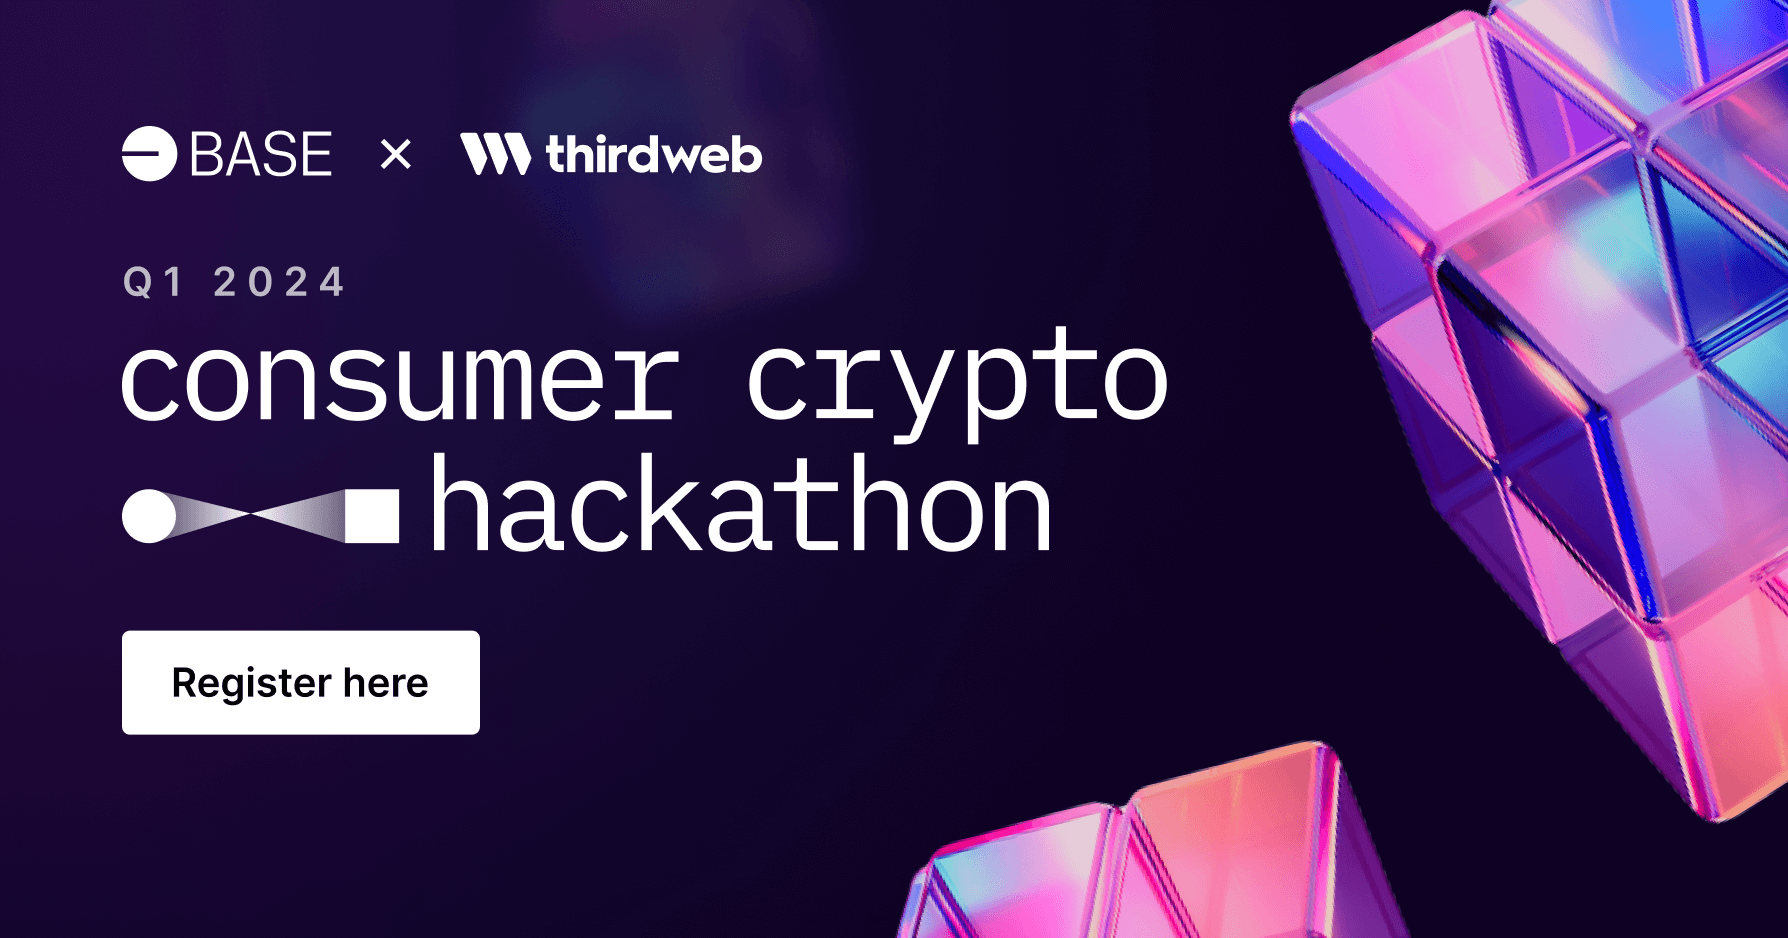 BASE × thirdweb
Q1 2024
consumer crypto
hackathon
Register here